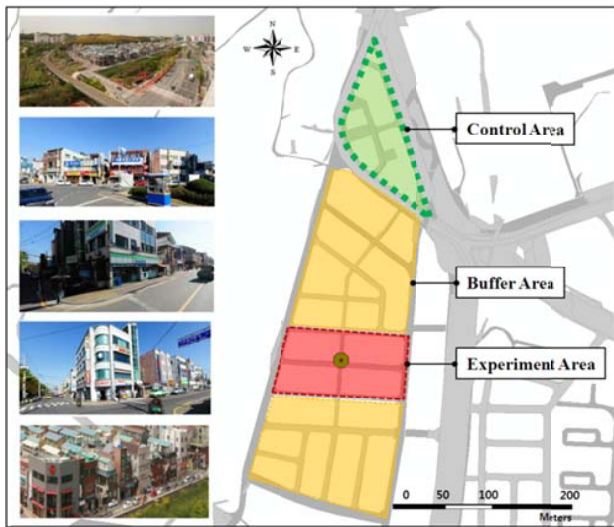 N
W E
S
Control Area
Buffer Area
Experiment Area
0 50 100 200
Meters